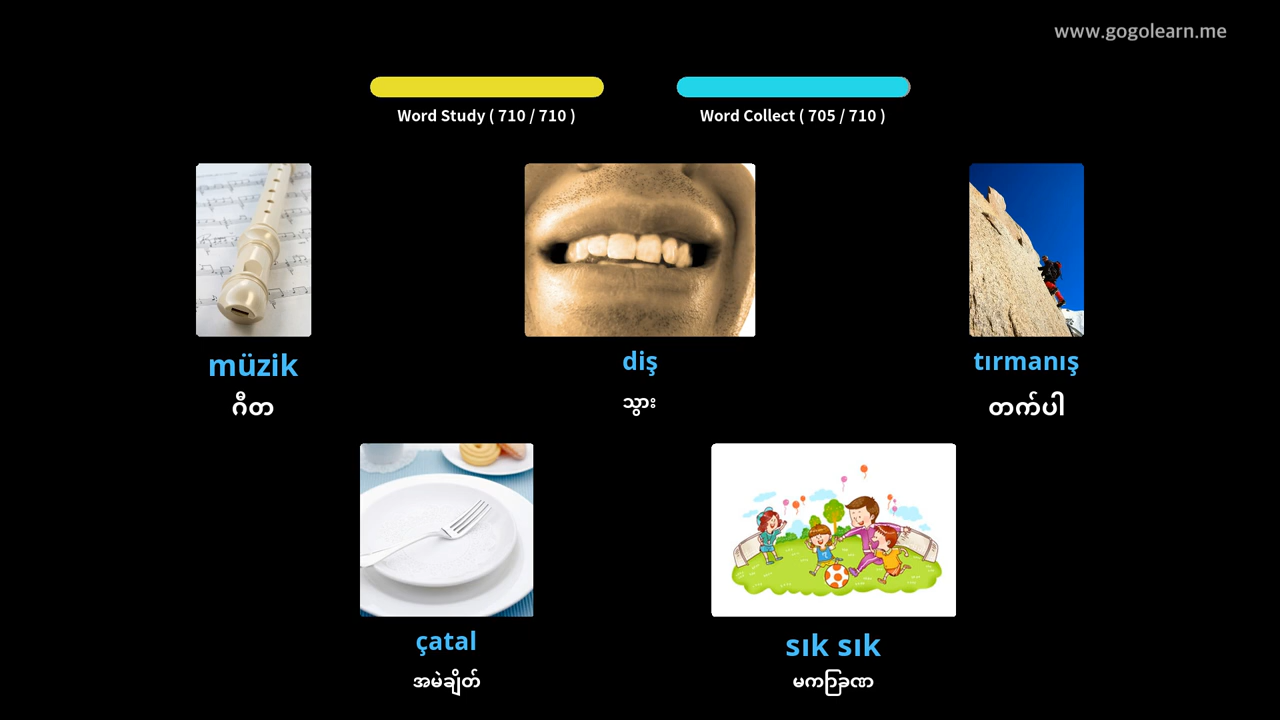 www.gogolearn.me
Word Study ( 710 / 710 )
Word Collect ( 705 / 710 )
müzik
ဂီတ
diş
သွား
tırmanış
တက်ပါ
çatal
အမဲချိတ်
sık sık
မကြာခဏ